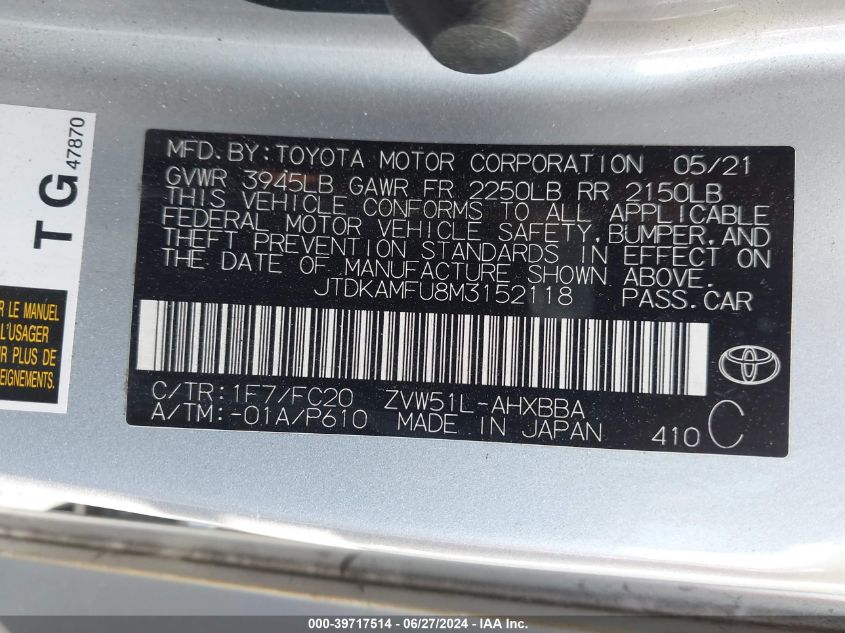 MFD.BY:TOYOTA MOTOR CORPORATION 05/21
GVWR 3945LB GAWR FR 2250LB RR 2150LB
THIS VEHICLE CONFORMS TO ALL APPLICABLE
FEDERAL MOTOR VEHICLE SAFETY,BUMPER,AND
THEFT PREVENTION STANDARDS IN EFFECT ON
THE DATE OF MANUFACTURE SHOWN ABOVE.
JTDKAMFU8M3152118 PASS.CAR
C/TR:1F7/FC20 ZVW51L-AHXBBA
A/TM:-01A/P610 MADE IN JAPAN 410 C
TG 47870
LE MANUEL
L'USAGER
PLUS DE
000-39717514 - 06/27/2024 - IAA Inc.